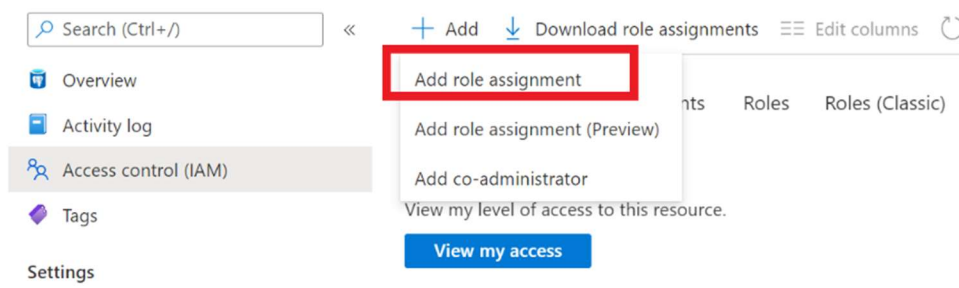 Search (Ctrl+/)
«
Add
Download role assignments
Edit columns
Overview
Activity log
Access control (IAM)
Tags
Settings
Add role assignment
Add role assignment (Preview)
Add co-administrator
nts
Roles
Roles (Classic)
View my level of access to this resource.
View my access